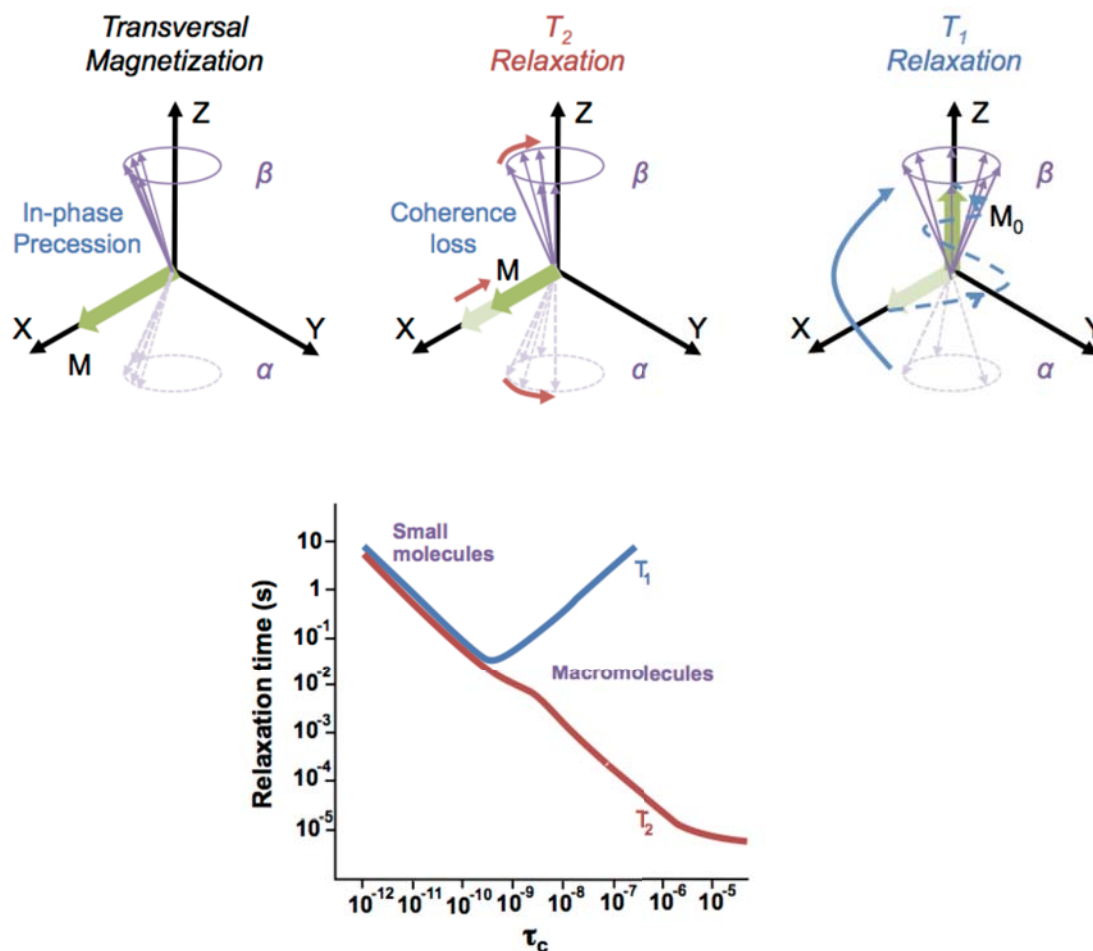 Transversal
Magnetization
T2
Relaxation
T1
Relaxation
Z
β
In-phase
Precession
X
M
Y
α
Z
β
Coherence
loss
M
X
Y
α
Z
β
M0
X
Y
α
Relaxation time (s)
10
1
10-1
10-2
10-3
10-4
10-5
Small
molecules
T1
Macromolecules
T2
10-12 10-11 10-10 10-9 10-8 10-7 10-6 10-5
τc